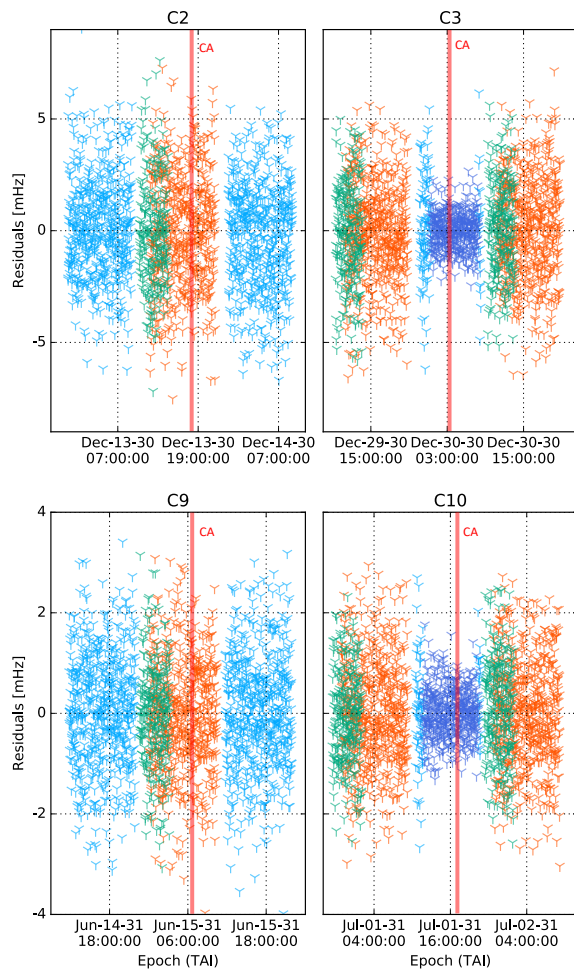 C2
C3
CA
CA
Residuals [mHz]
5
0
-5
Dec-13-30
07:00:00
Dec-13-30
19:00:00
Dec-14-30
07:00:00
Dec-29-30
15:00:00
Dec-30-30
03:00:00
Dec-30-30
15:00:00
C9
C10
CA
CA
Residuals [mHz]
4
2
0
-2
-4
Jun-14-31
18:00:00
Jun-15-31
06:00:00
Jun-15-31
18:00:00
Jul-01-31
04:00:00
Jul-01-31
16:00:00
Jul-02-31
04:00:00
Epoch (TAI)
Epoch (TAI)